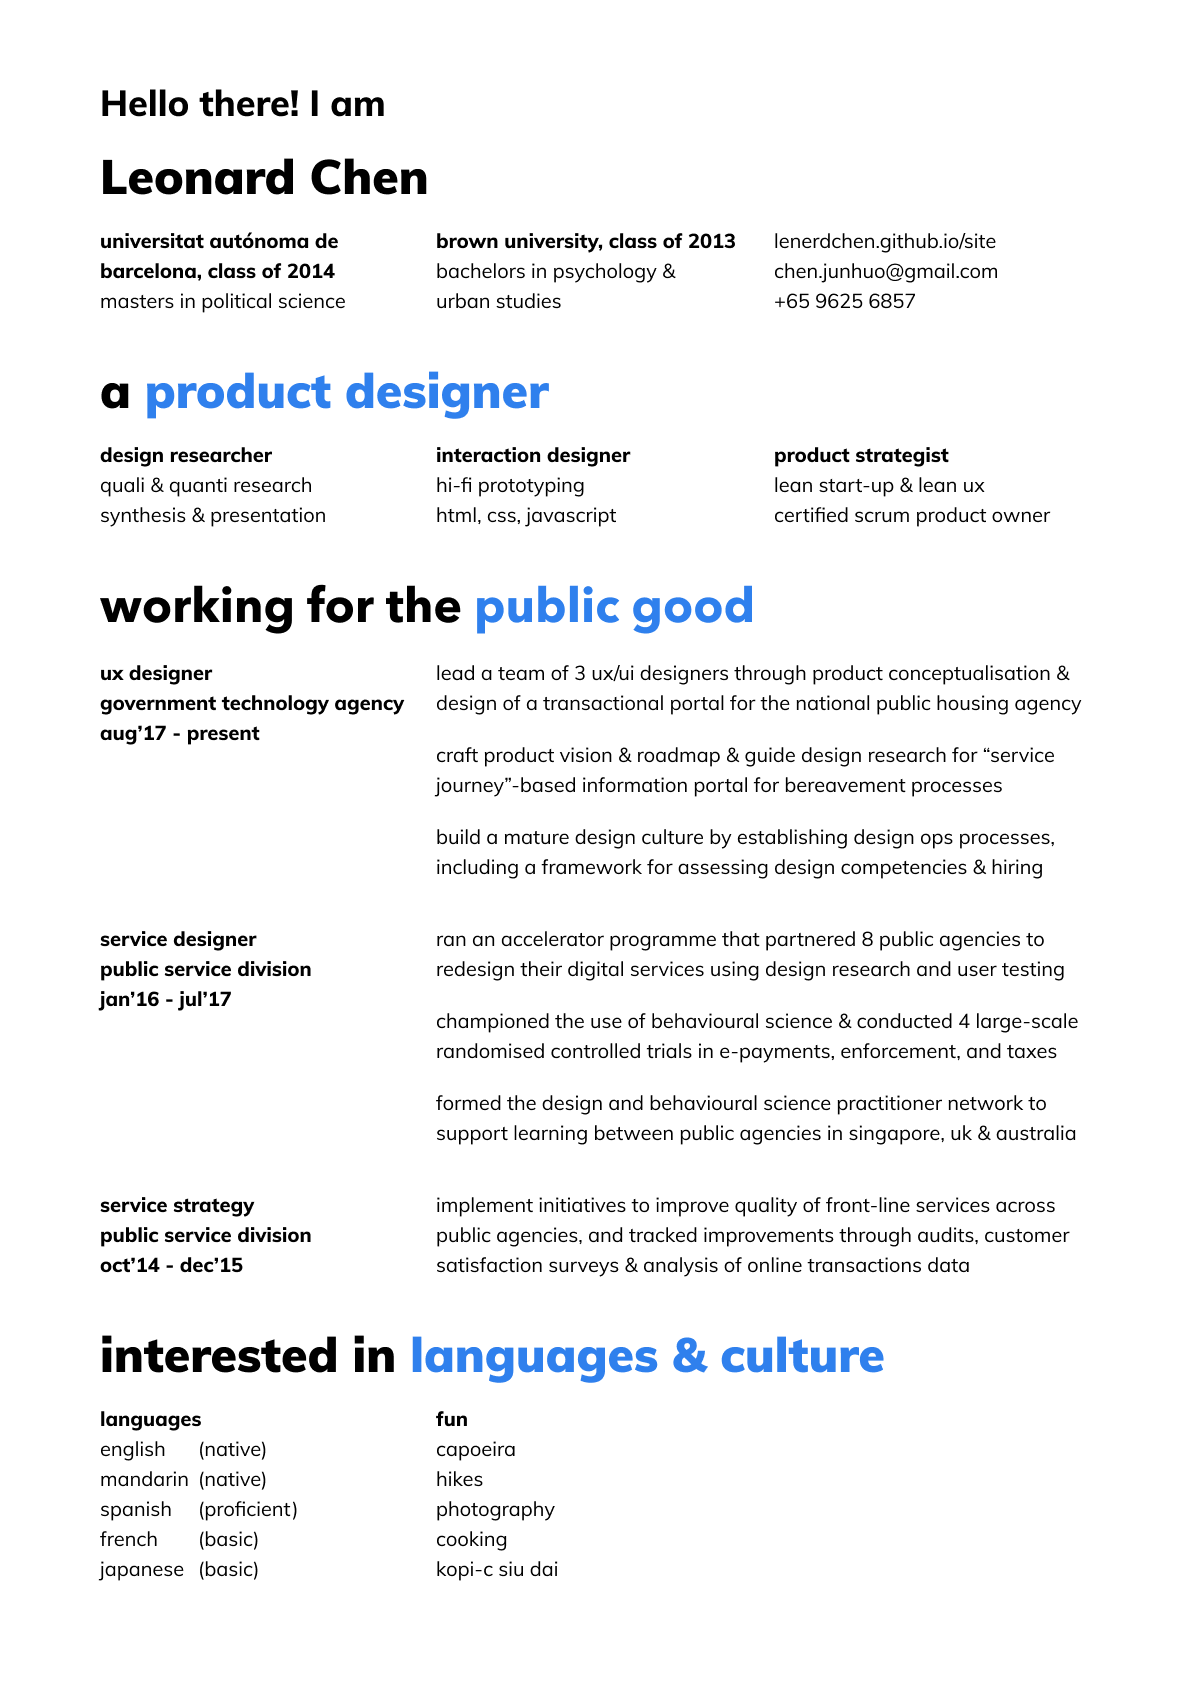 Hello there! I am
Leonard Chen
universitat autónoma de
barcelona, class of 2014
masters in political science
brown university, class of 2013
bachelors in psychology &
urban studies
lenerdchen.github.io/site
chen.junhuo@gmail.com
+65 9625 6857
a product designer
design researcher
quali & quanti research
synthesis & presentation
interaction designer
hi-fi prototyping
html, css, javascript
product strategist
lean start-up & lean ux
certified scrum product owner
working for the public good
ux designer
government technology agency
aug’17 - present
lead a team of 3 ux/ui designers through product conceptualisation &
design of a transactional portal for the national public housing agency
craft product vision & roadmap & guide design research for “service
journey”-based information portal for bereavement processes
build a mature design culture by establishing design ops processes,
including a framework for assessing design competencies & hiring
service designer
public service division
jan’16 - jul’17
ran an accelerator programme that partnered 8 public agencies to
redesign their digital services using design research and user testing
championed the use of behavioural science & conducted 4 large-scale
randomised controlled trials in e-payments, enforcement, and taxes
formed the design and behavioural science practitioner network to
support learning between public agencies in singapore, uk & australia
service strategy
public service division
oct’14 - dec’15
implement initiatives to improve quality of front-line services across
public agencies, and tracked improvements through audits, customer
satisfaction surveys & analysis of online transactions data
interested in languages & culture
languages
english (native)
mandarin (native)
spanish (proficient)
french (basic)
japanese (basic)
fun
capoeira
hikes
photography
cooking
kopi-c siu dai